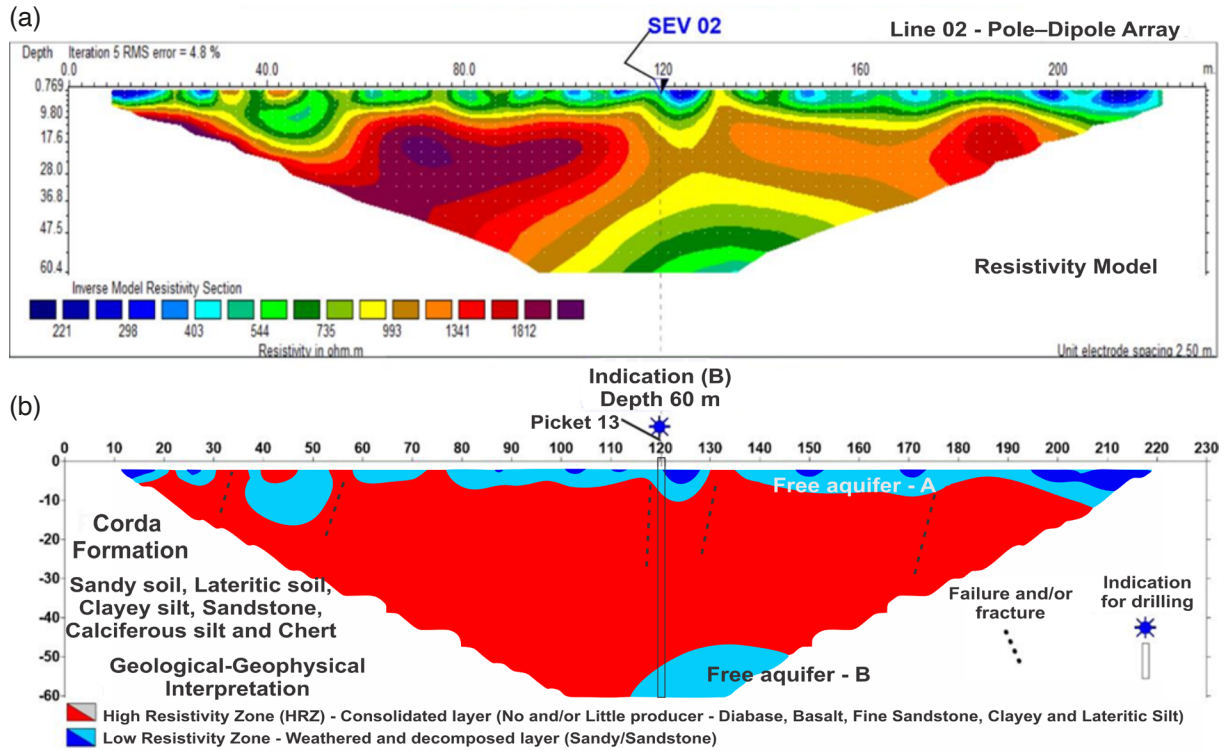 (a)
SEV 02
Line 02 - Pole–Dipole Array
Depth Iteration 5 RMS error = 4.8 %
0.0 40.0 80.0 120 160 200 m.
0.769
9.80
17.6
28.0
36.8
47.5
60.4
Resistivity Model
Inverse Model Resistivity Section
221 298 403 544 735 993 1341 1812
Resistivity in ohm.m
Unit electrode spacing 2.50 m.
(b)
Indication (B)
Depth 60 m
Picket 13
0 10 20 30 40 50 60 70 80 90 100 110 120 130 140 150 160 170 180 190 200 210 220 230
0
-10
-20
-30
-40
-50
-60
Free aquifer - A
Corda
Formation
Sandy soil, Lateritic soil,
Clayey silt, Sandstone,
Calciferous silt and Chert
Geological-Geophysical
Interpretation
Failure and/or
fracture
Indication
for drilling
Free aquifer - B
High Resistivity Zone (HRZ) - Consolidated layer (No and/or Little producer - Diabase, Basalt, Fine Sandstone, Clayey and Lateritic Silt)
Low Resistivity Zone - Weathered and decomposed layer (Sandy/Sandstone)